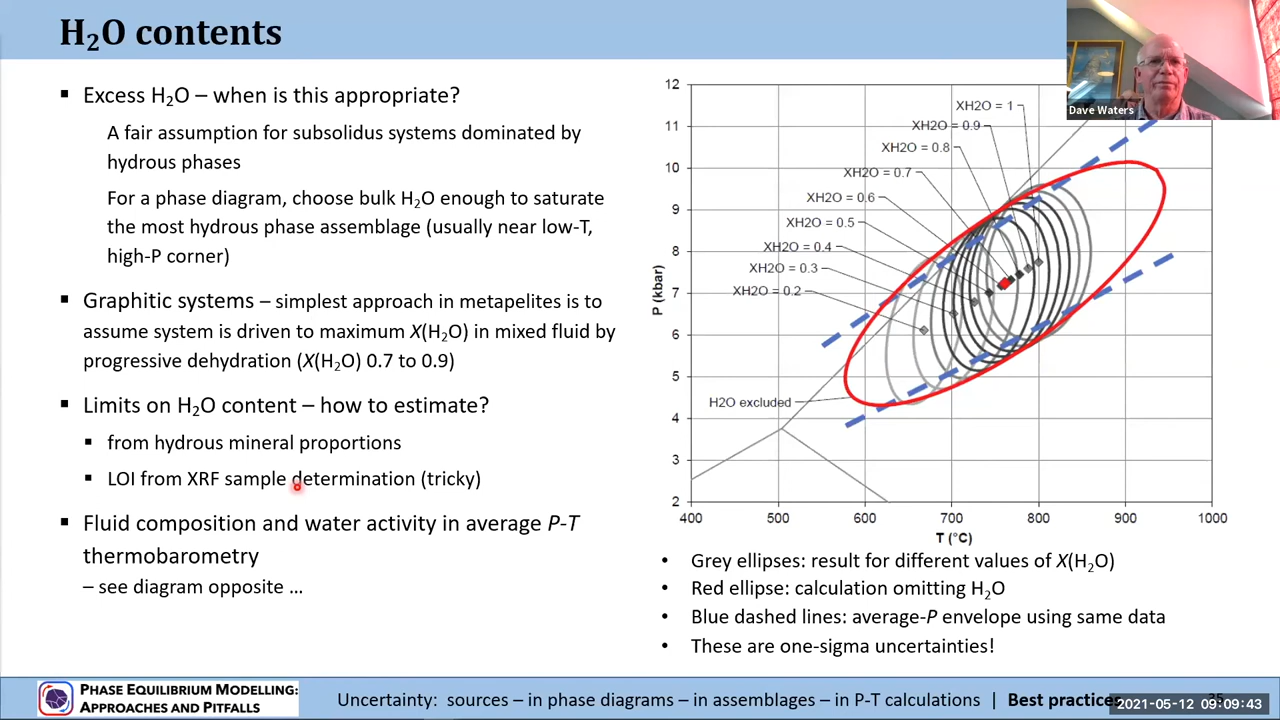 H₂O contents
▪ Excess H₂O – when is this appropriate?
A fair assumption for subsolidus systems dominated by
hydrous phases
For a phase diagram, choose bulk H₂O enough to saturate
the most hydrous phase assemblage (usually near low-T,
high-P corner)
▪ Graphitic systems – simplest approach in metapelites is to
assume system is driven to maximum X(H₂O) in mixed fluid by
progressive dehydration (X(H₂O) 0.7 to 0.9)
▪ Limits on H₂O content – how to estimate?
▪ from hydrous mineral proportions
▪ LOI from XRF sample determination (tricky)
▪ Fluid composition and water activity in average P-T
thermobarometry
– see diagram opposite ...
Dave Waters
12
11
10
9
8
7
6
5
4
3
2
P (kbar)
XH2O = 1
XH2O = 0.9
XH2O = 0.8
XH2O = 0.7
XH2O = 0.6
XH2O = 0.5
XH2O = 0.4
XH2O = 0.3
XH2O = 0.2
H2O excluded
400 500 600 700 800 900 1000
T (°C)
• Grey ellipses: result for different values of X(H₂O)
• Red ellipse: calculation omitting H₂O
• Blue dashed lines: average-P envelope using same data
• These are one-sigma uncertainties!
PHASE EQUILIBRIUM MODELLING:
APPROACHES AND PITFALLS
Uncertainty: sources – in phase diagrams – in assemblages – in P-T calculations | Best practices
2021-05-12 09:09:43